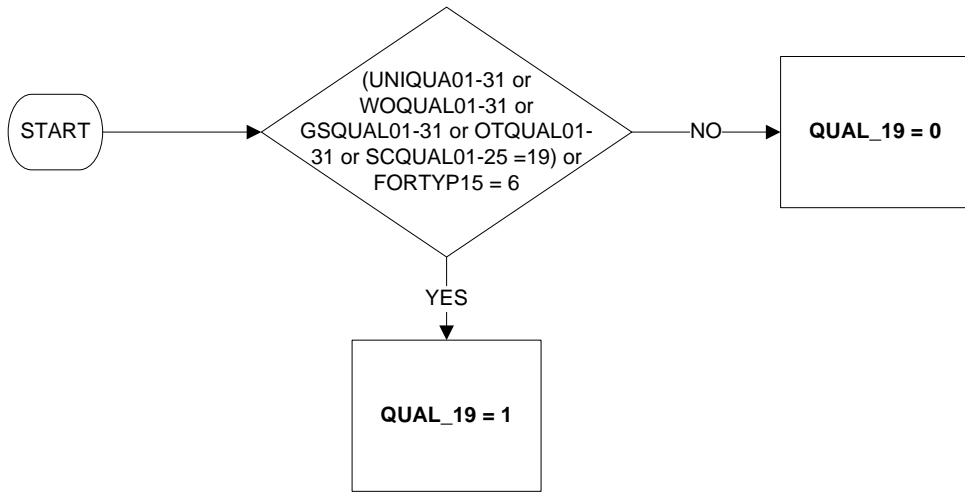 START
(UNIQUA01-31 or
WOQUAL01-31 or
GSQUAL01-31 or OTQUAL01-
31 or SCQUAL01-25 =19) or
FORTYP15 = 6
NO
QUAL_19 = 0
YES
QUAL_19 = 1